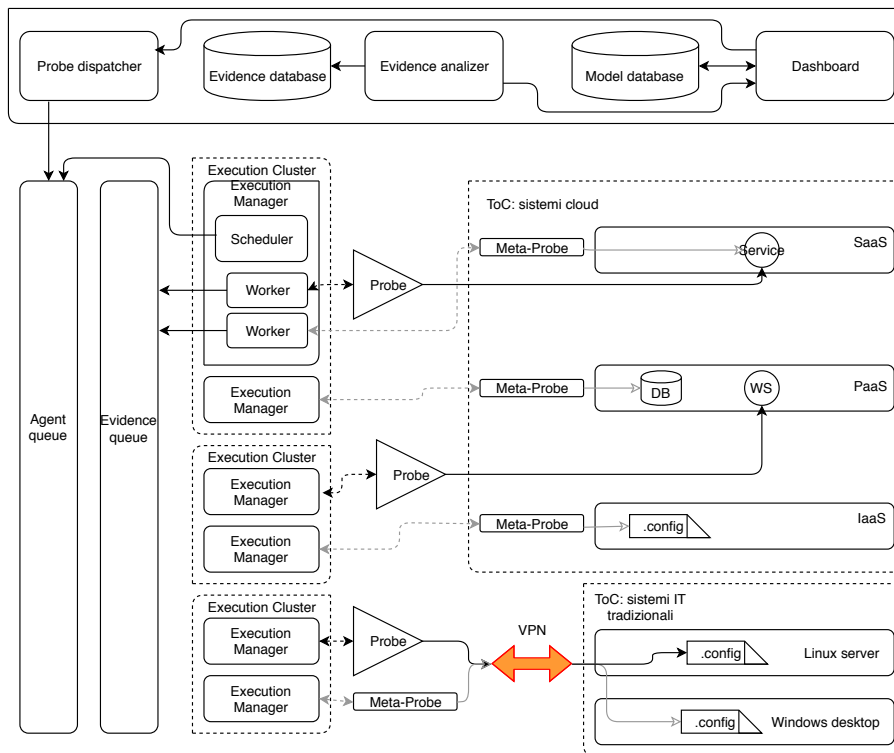 Probe dispatcher
Evidence database
Evidence analizer
Model database
Dashboard
Agent
queue
Evidence
queue
Execution Cluster
Execution
Manager
Scheduler
Worker
Worker
Execution
Manager
Probe
ToC: sistemi cloud
Meta-Probe
Service
SaaS
Meta-Probe
DB
WS
PaaS
Execution Cluster
Execution
Manager
Execution
Manager
Probe
Meta-Probe
.config
IaaS
Execution Cluster
Execution
Manager
Execution
Manager
Probe
Meta-Probe
VPN
ToC: sistemi IT
tradizionali
.config
Linux server
.config
Windows desktop